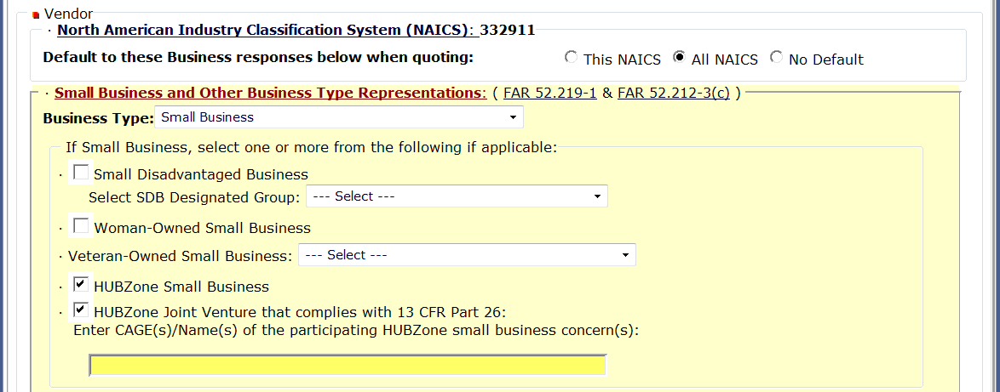 Vendor
· North American Industry Classification System (NAICS): 332911
Default to these Business responses below when quoting: This NAICS All NAICS No Default
· Small Business and Other Business Type Representations: ( FAR 52.219-1 & FAR 52.212-3(c) )
Business Type: Small Business
If Small Business, select one or more from the following if applicable:
· Small Disadvantaged Business
Select SDB Designated Group: --- Select ---
· Woman-Owned Small Business
· Veteran-Owned Small Business: --- Select ---
· HUBZone Small Business
· HUBZone Joint Venture that complies with 13 CFR Part 26:
Enter CAGE(s)/Name(s) of the participating HUBZone small business concern(s):